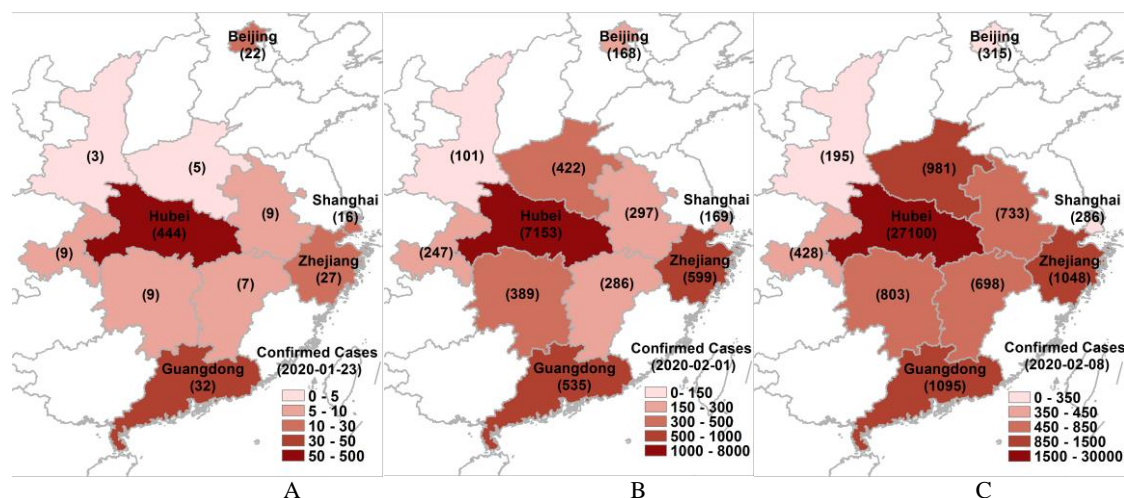 Beijing
(22)
(3)
(5)
Shanghai
(16)
Hubei
(444)
(9)
(9)
Zhejiang
(27)
(9)
(7)
Guangdong
(32)
Confirmed Cases
(2020-01-23)
0 - 5
5 - 10
10 - 30
30 - 50
50 - 500
A
Beijing
(168)
(101)
(422)
Shanghai
(169)
Hubei
(7153)
(297)
(247)
Zhejiang
(599)
(389)
(286)
Guangdong
(535)
Confirmed Cases
(2020-02-01)
0- 150
150 - 300
300 - 500
500 - 1000
1000 - 8000
B
Beijing
(315)
(195)
(981)
Shanghai
(286)
Hubei
(27100)
(733)
(428)
Zhejiang
(1048)
(803)
(698)
Guangdong
(1095)
Confirmed Cases
(2020-02-08)
0 - 350
350 - 450
450 - 850
850 - 1500
1500 - 30000
C